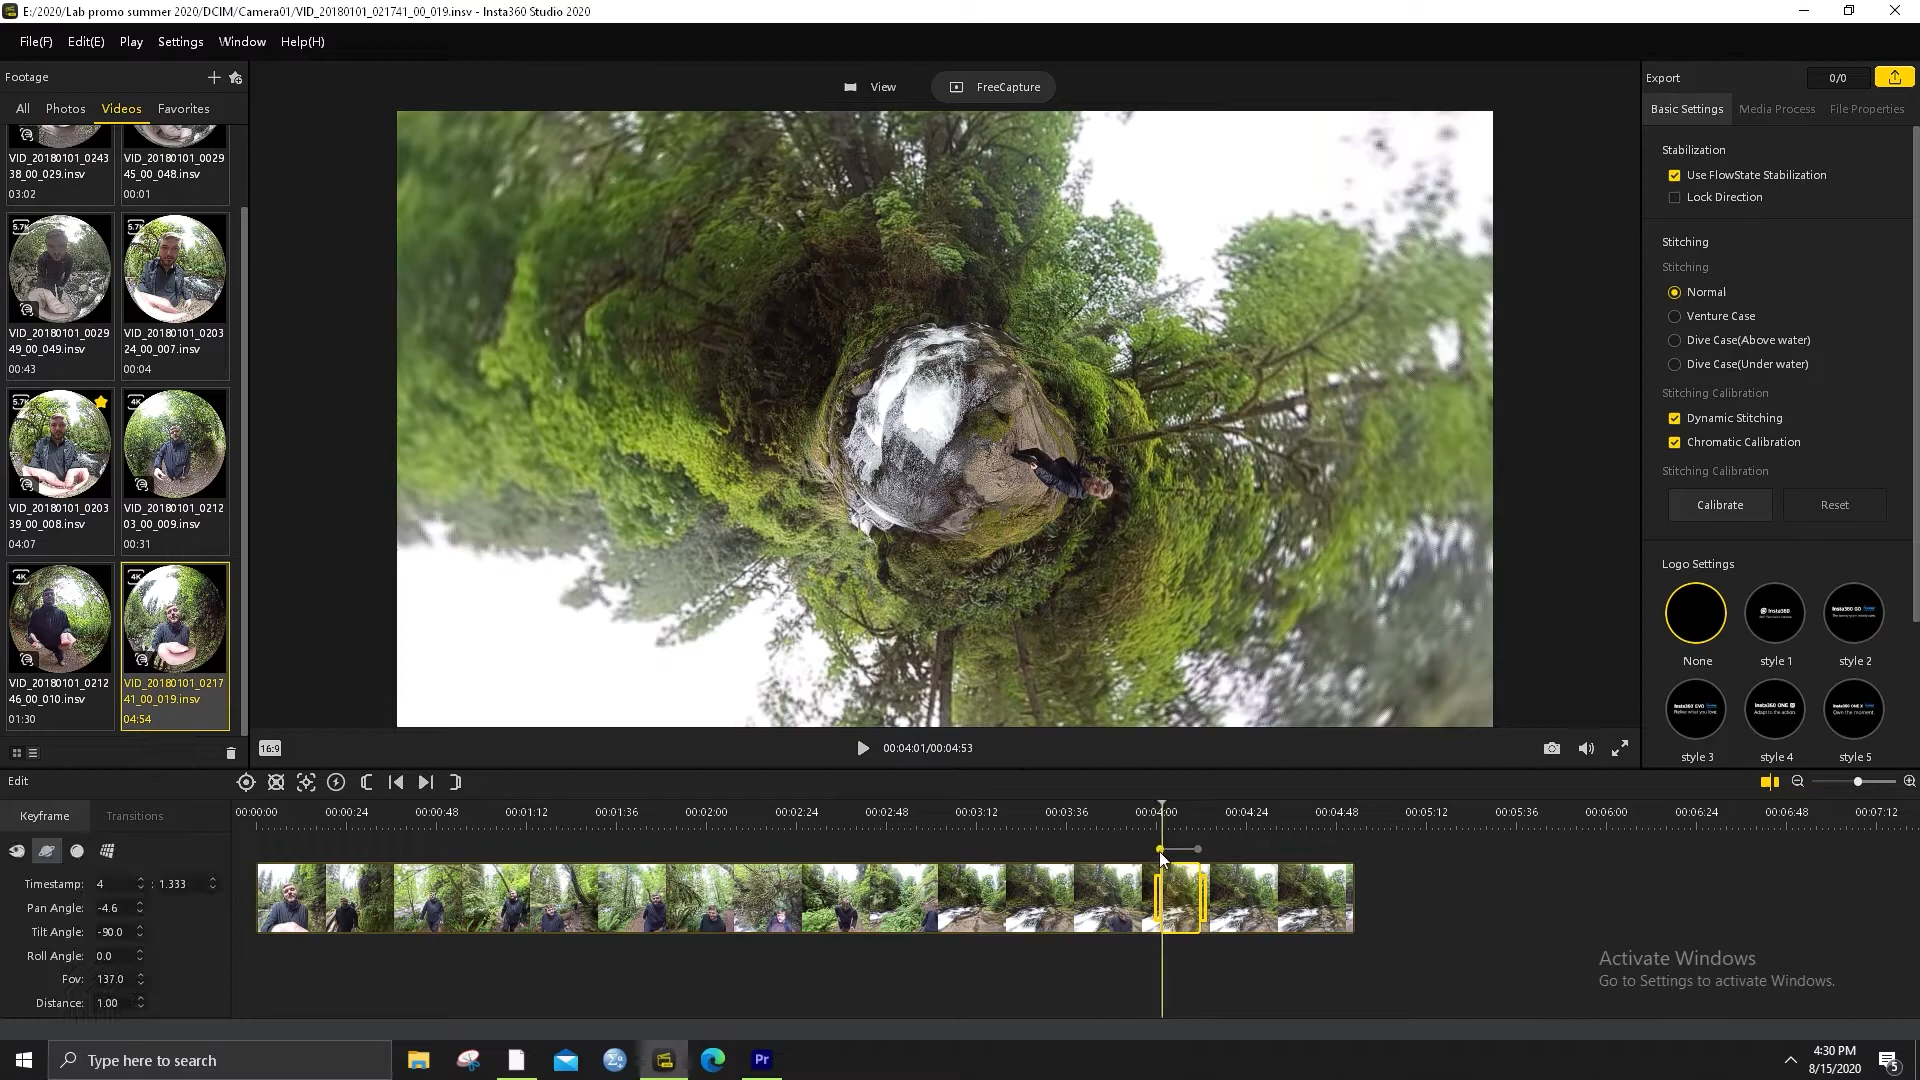 E:/2020/Lab promo summer 2020/DCIM/Camera01/VID_20180101_021741_00_019.insv - Insta360 Studio 2020
File(F) Edit(E) Play Settings Window Help(H)
Footage
All Photos Videos Favorites
VID_20180101_0243
38_00_029.insv
03:02
VID_20180101_0029
45_00_048.insv
00:01
5.7K
VID_20180101_0029
49_00_049.insv
00:43
5.7K
VID_20180101_0203
24_00_007.insv
00:04
5.7K
VID_20180101_0203
39_00_008.insv
04:07
4K
VID_20180101_0212
03_00_009.insv
00:31
4K
VID_20180101_0212
46_00_010.insv
01:30
4K
VID_20180101_0217
41_00_019.insv
04:54
View FreeCapture
16:9
00:04:01/00:04:53
Export 0/0
Basic Settings Media Process File Properties
Stabilization
Use FlowState Stabilization
Lock Direction
Stitching
Stitching
Normal
Venture Case
Dive Case(Above water)
Dive Case(Under water)
Stitching Calibration
Dynamic Stitching
Chromatic Calibration
Stitching Calibration
Calibrate Reset
Logo Settings
None style 1 style 2
style 3 style 4 style 5
Edit
Keyframe Transitions
Timestamp: 4 : 1.333
Pan Angle: -4.6
Tilt Angle: -90.0
Roll Angle: 0.0
Fov: 137.0
Distance: 1.00
00:00:00 00:00:24 00:00:48 00:01:12 00:01:36 00:02:00 00:02:24 00:02:48 00:03:12 00:03:36 00:04:00 00:04:24 00:04:48 00:05:12 00:05:36 00:06:00 00:06:24 00:06:48 00:07:12
Activate Windows
Go to Settings to activate Windows.
Type here to search
Pr
4:30 PM
8/15/2020
5